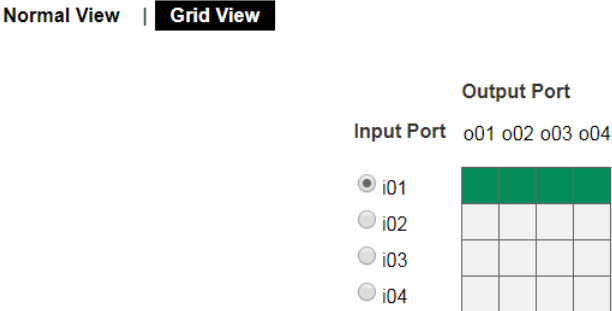 Normal View | Grid View
Output Port
Input Port o01 o02 o03 o04
i01
i02
i03
i04